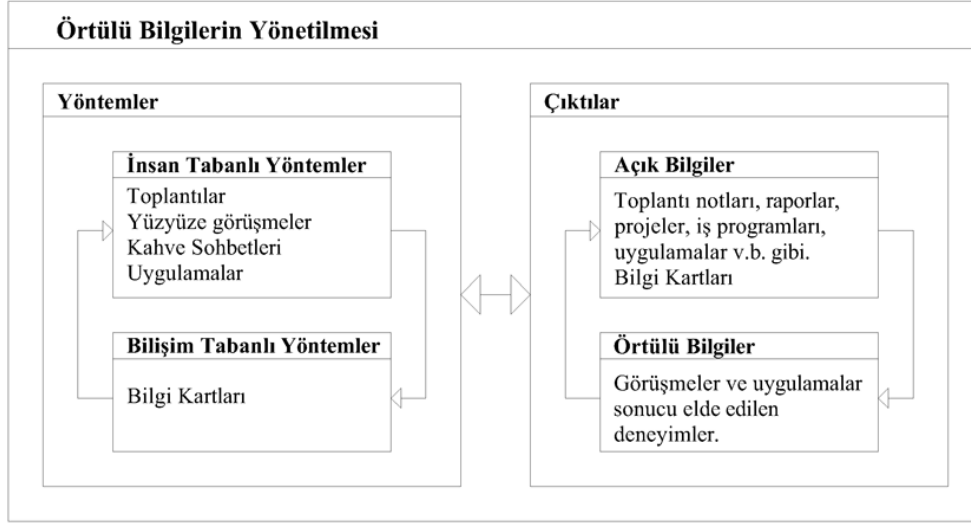 Örtülü Bilgilerin Yönetilmesi
Yöntemler
İnsan Tabanlı Yöntemler
Toplantılar
Yüzyüze görüşmeler
Kahve Sohbetleri
Uygulamalar
Bilişim Tabanlı Yöntemler
Bilgi Kartları
Çıktılar
Açık Bilgiler
Toplantı notları, raporlar,
projeler, iş programları,
uygulamalar v.b. gibi.
Bilgi Kartları
Örtülü Bilgiler
Görüşmeler ve uygulamalar
sonucu elde edilen
deneyimler.